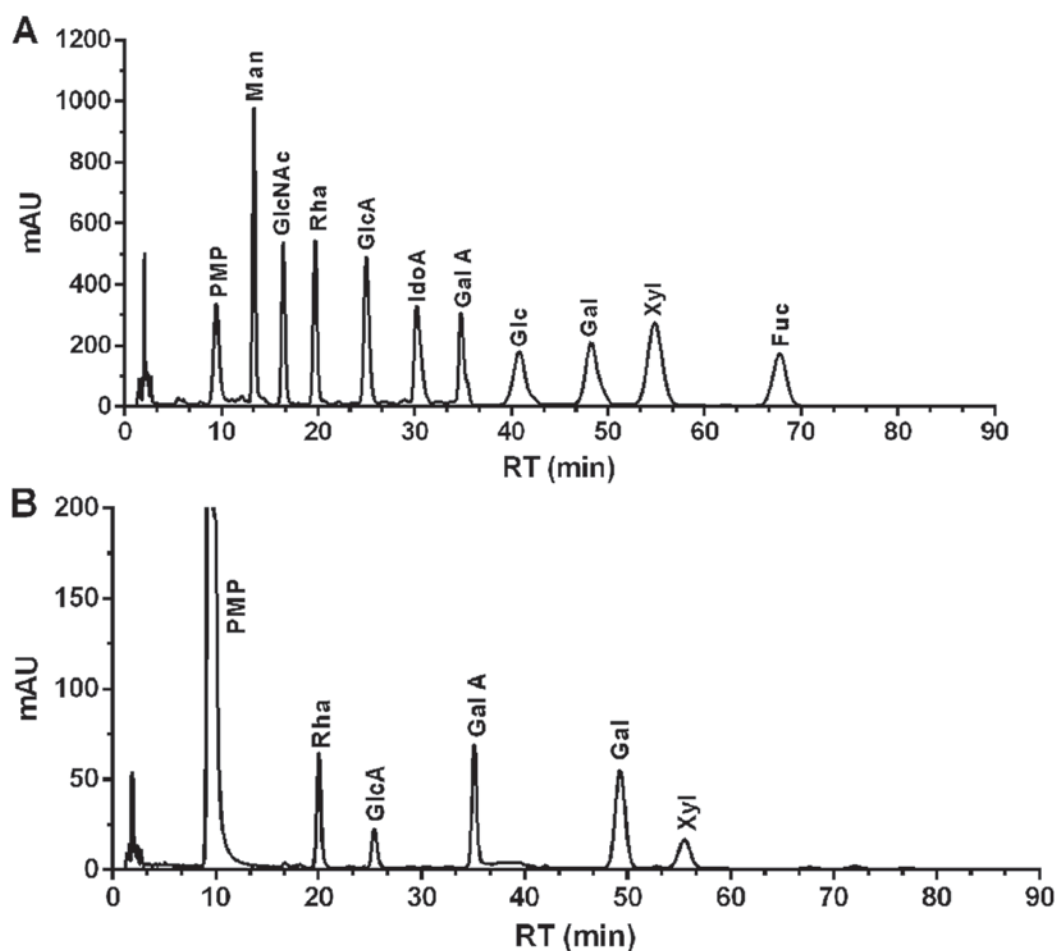 A
1200
1000
800
600
400
200
0
mAU
PMP
Man
GlcNAc
Rha
GlcA
IdoA
Gal A
Glc
Gal
Xyl
Fuc
0 10 20 30 40 50 60 70 80 90
RT (min)
B
200
150
100
50
0
mAU
PMP
Rha
GlcA
Gal A
Gal
Xyl
0 10 20 30 40 50 60 70 80 90
RT (min)